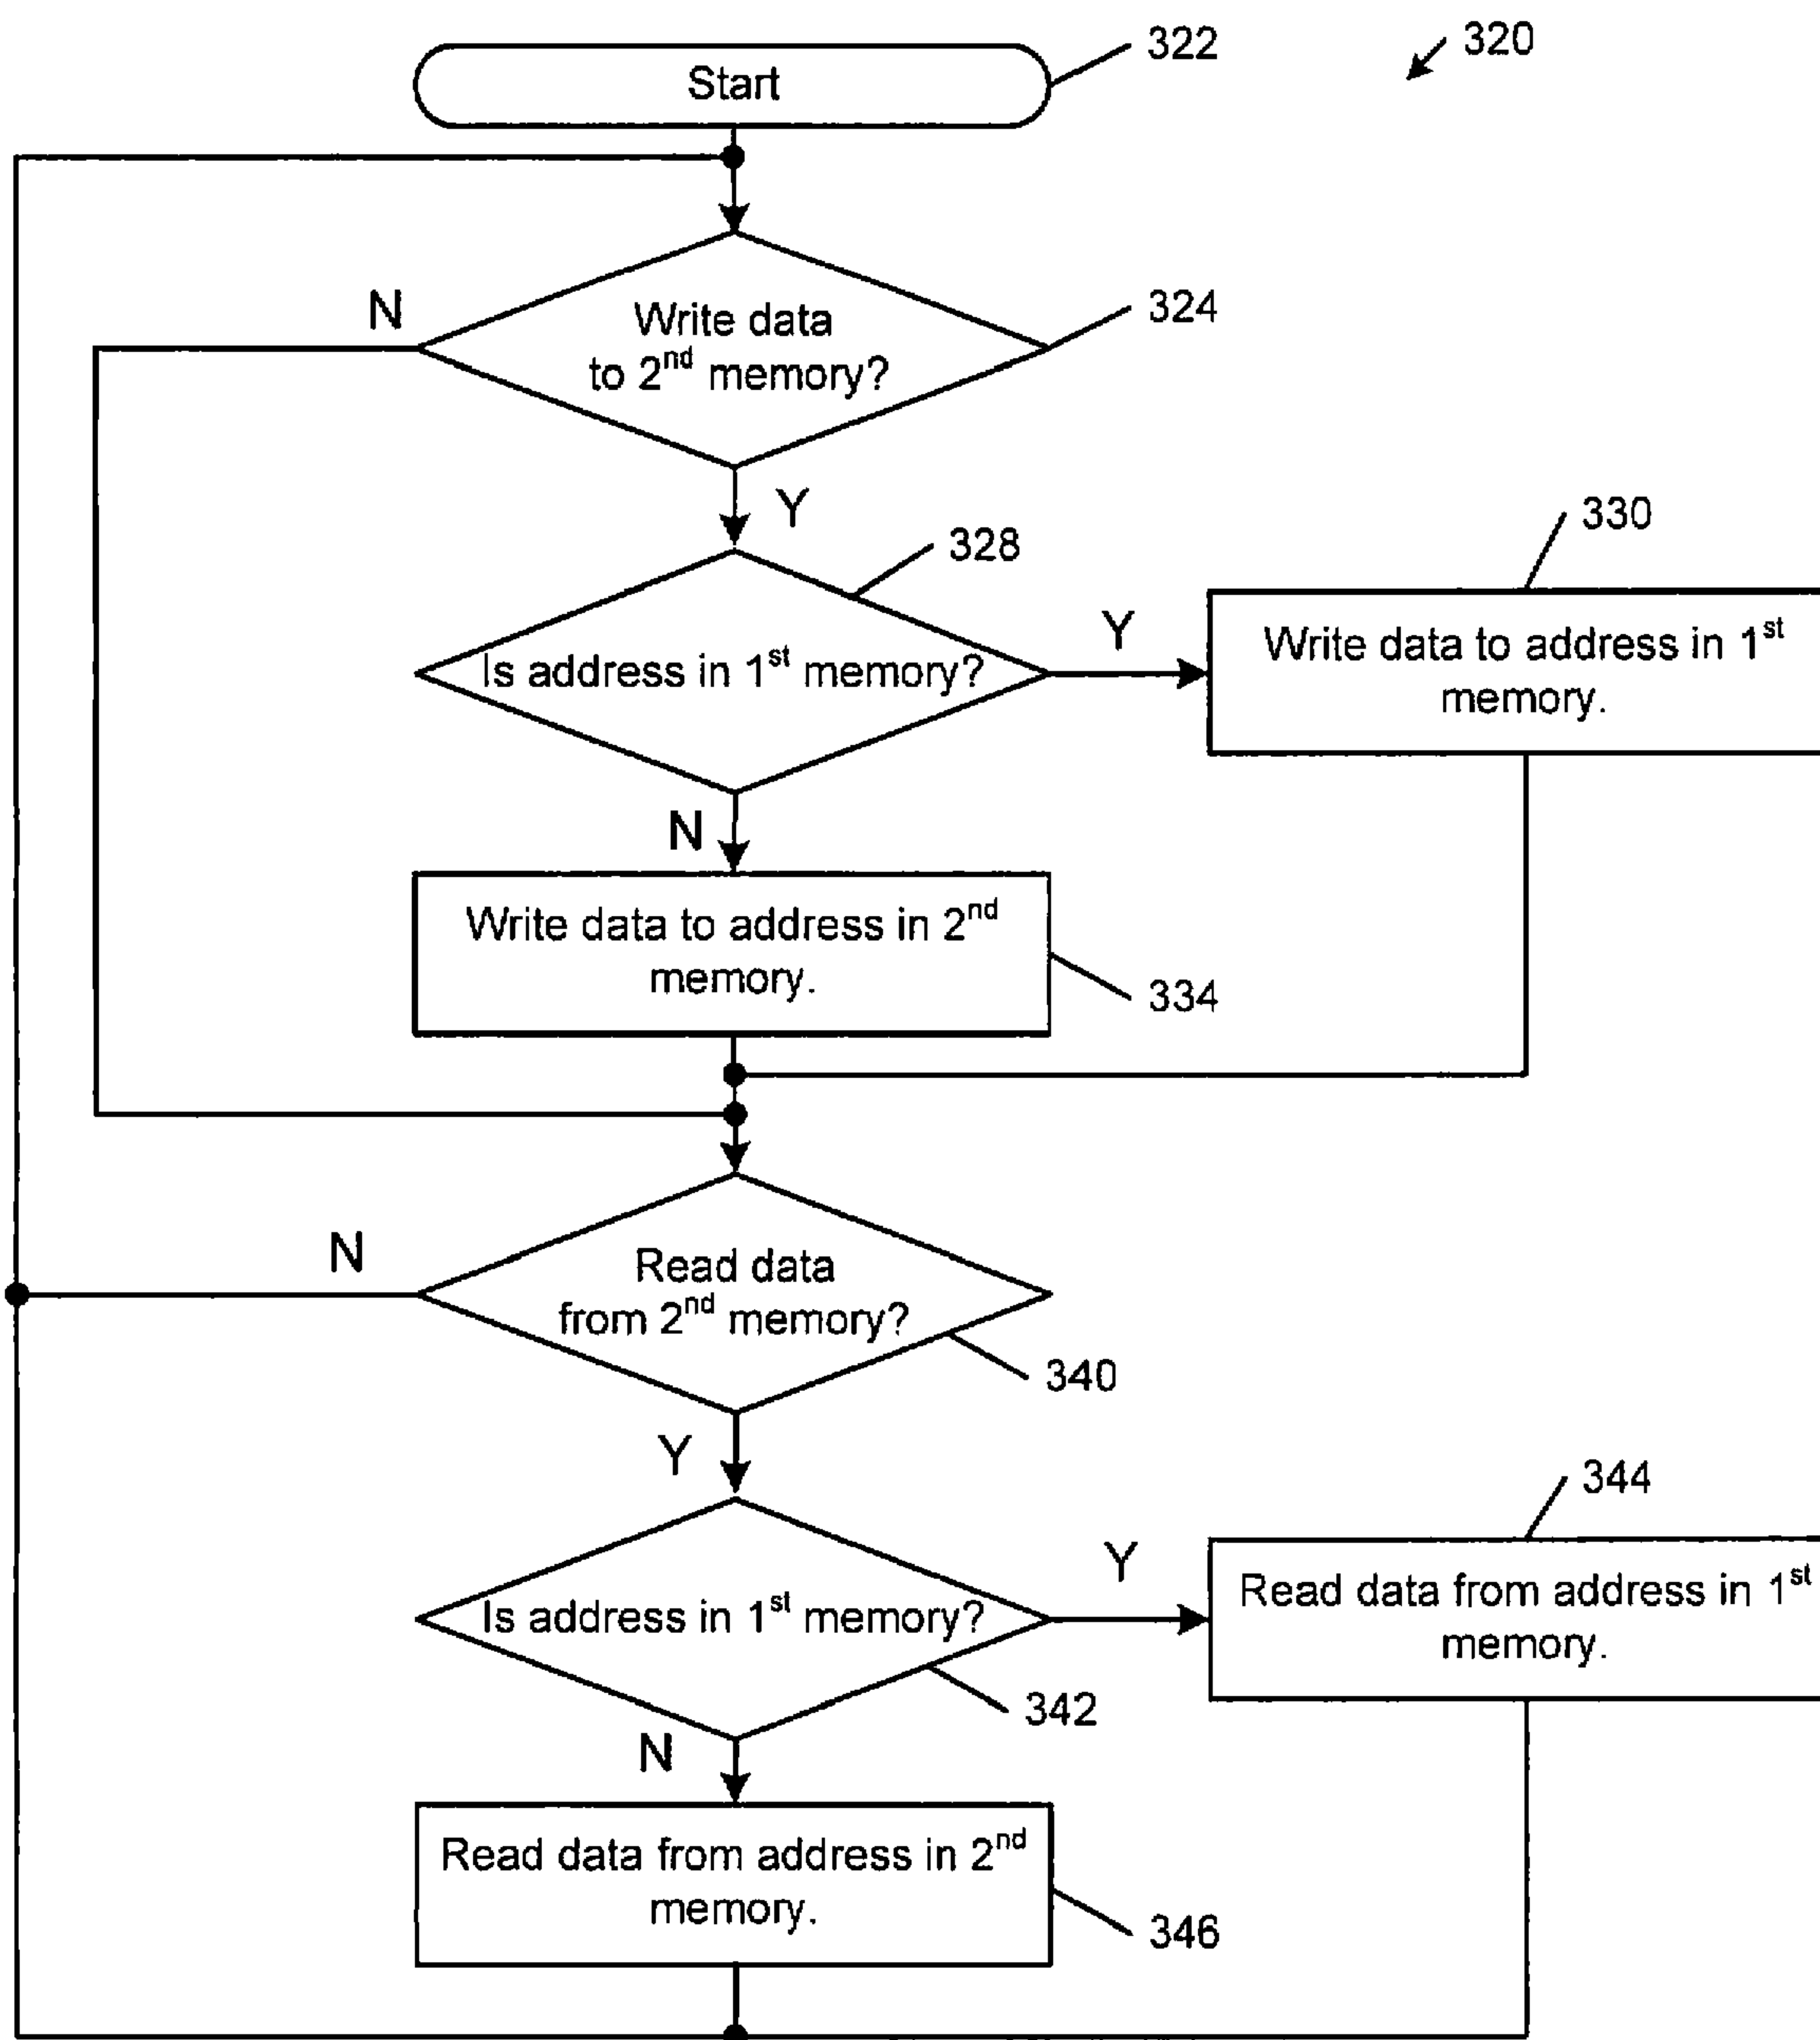 Start
322
320
N
Write data
to 2nd memory?
324
Y
328
330
Is address in 1st memory?
Y
Write data to address in 1st
memory.
N
Write data to address in 2nd
memory.
334
N
Read data
from 2nd memory?
340
Y
344
Is address in 1st memory?
Y
Read data from address in 1st
memory.
342
N
Read data from address in 2nd
memory.
346